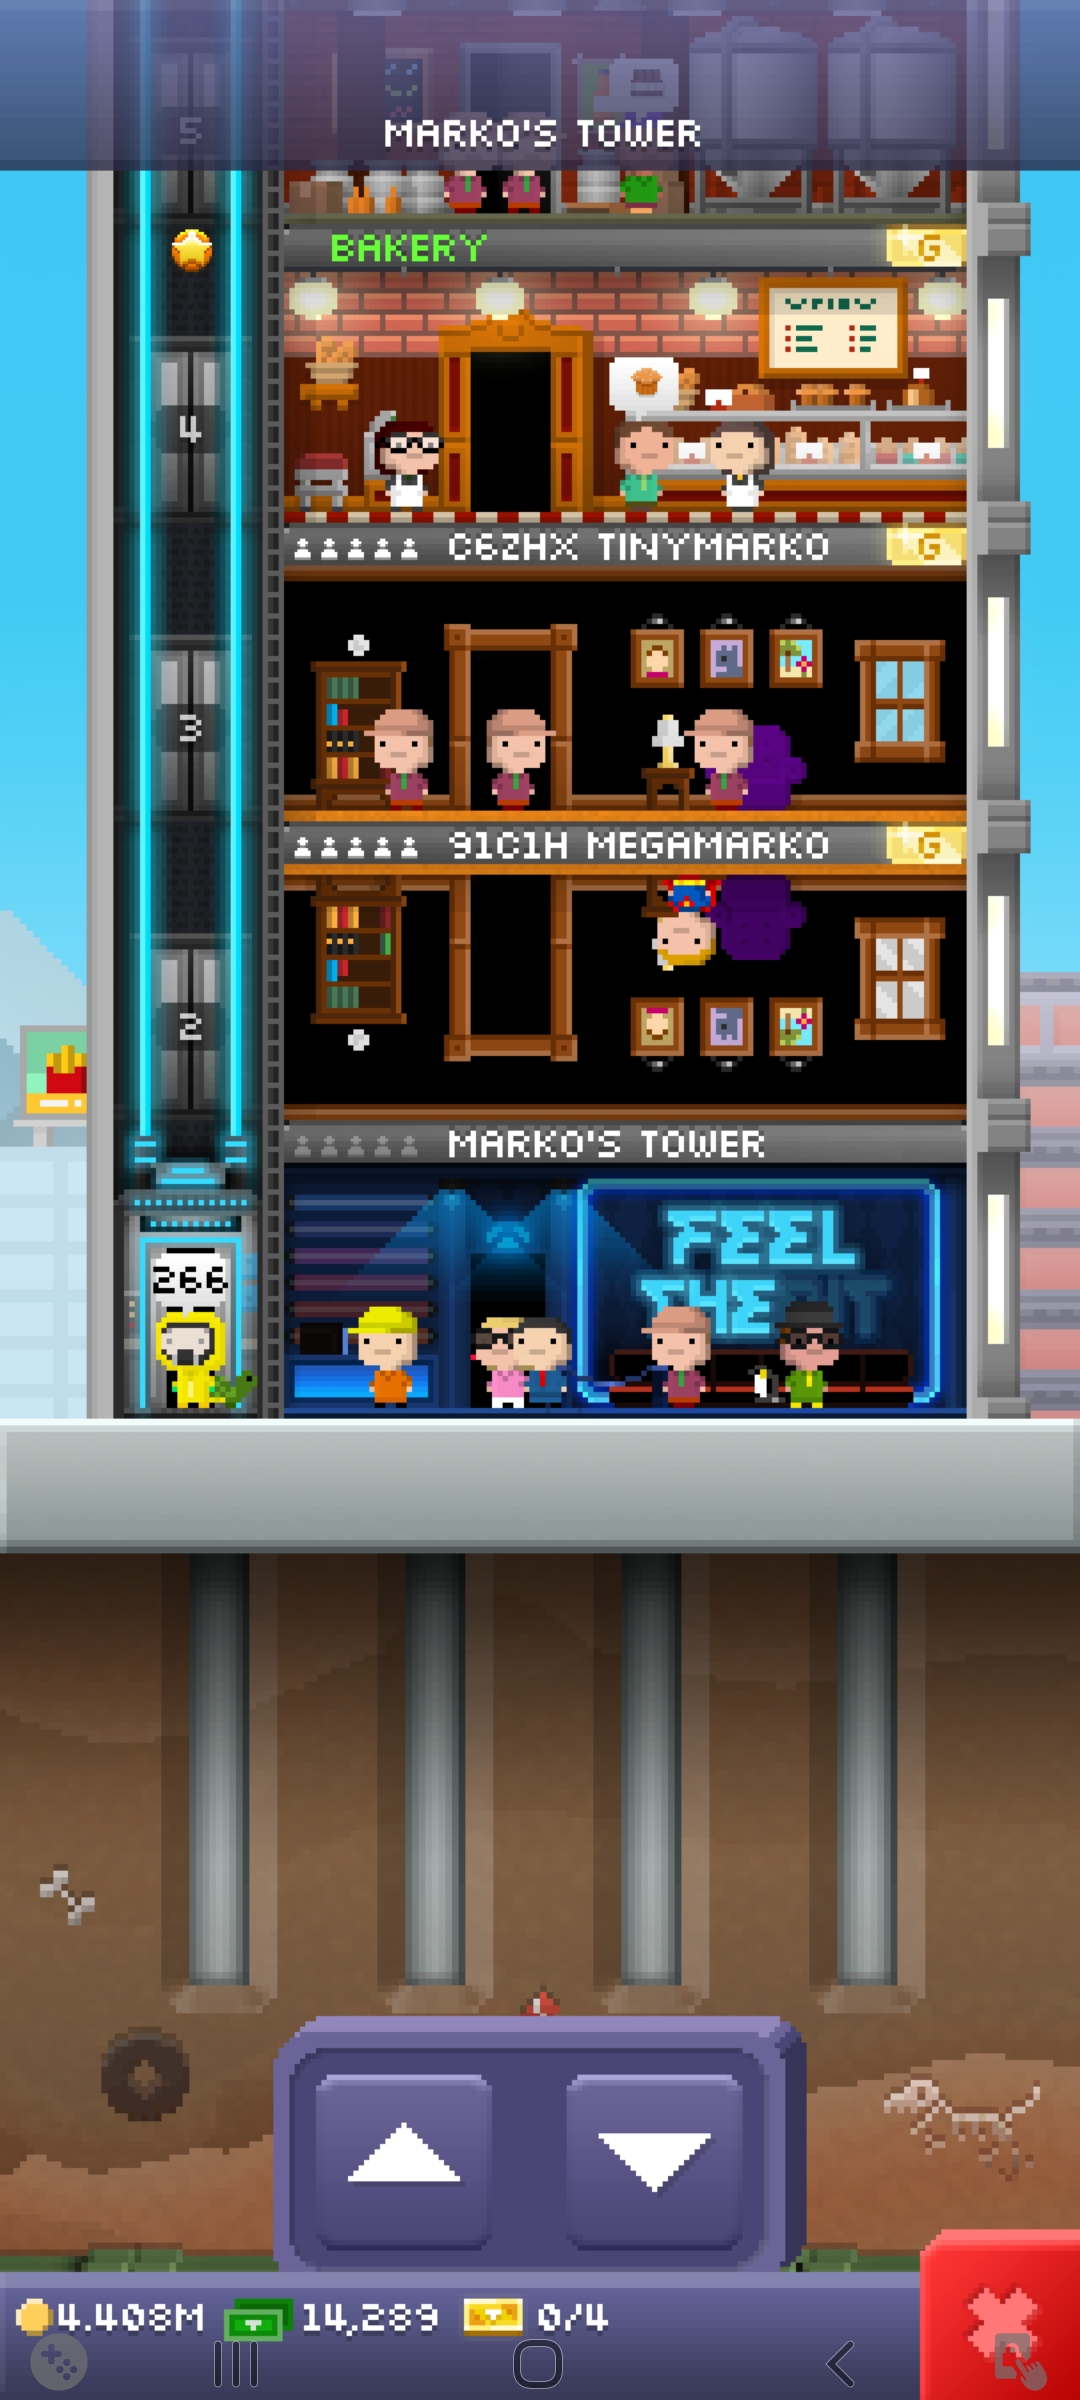 5
MARKO'S TOWER
BAKERY
G
4
C6ZHX TINYMARKO
G
3
91C1H MEGAMARKO
G
2
MARKO'S TOWER
266
FEEL
THE
4.408M
14,289
0/4